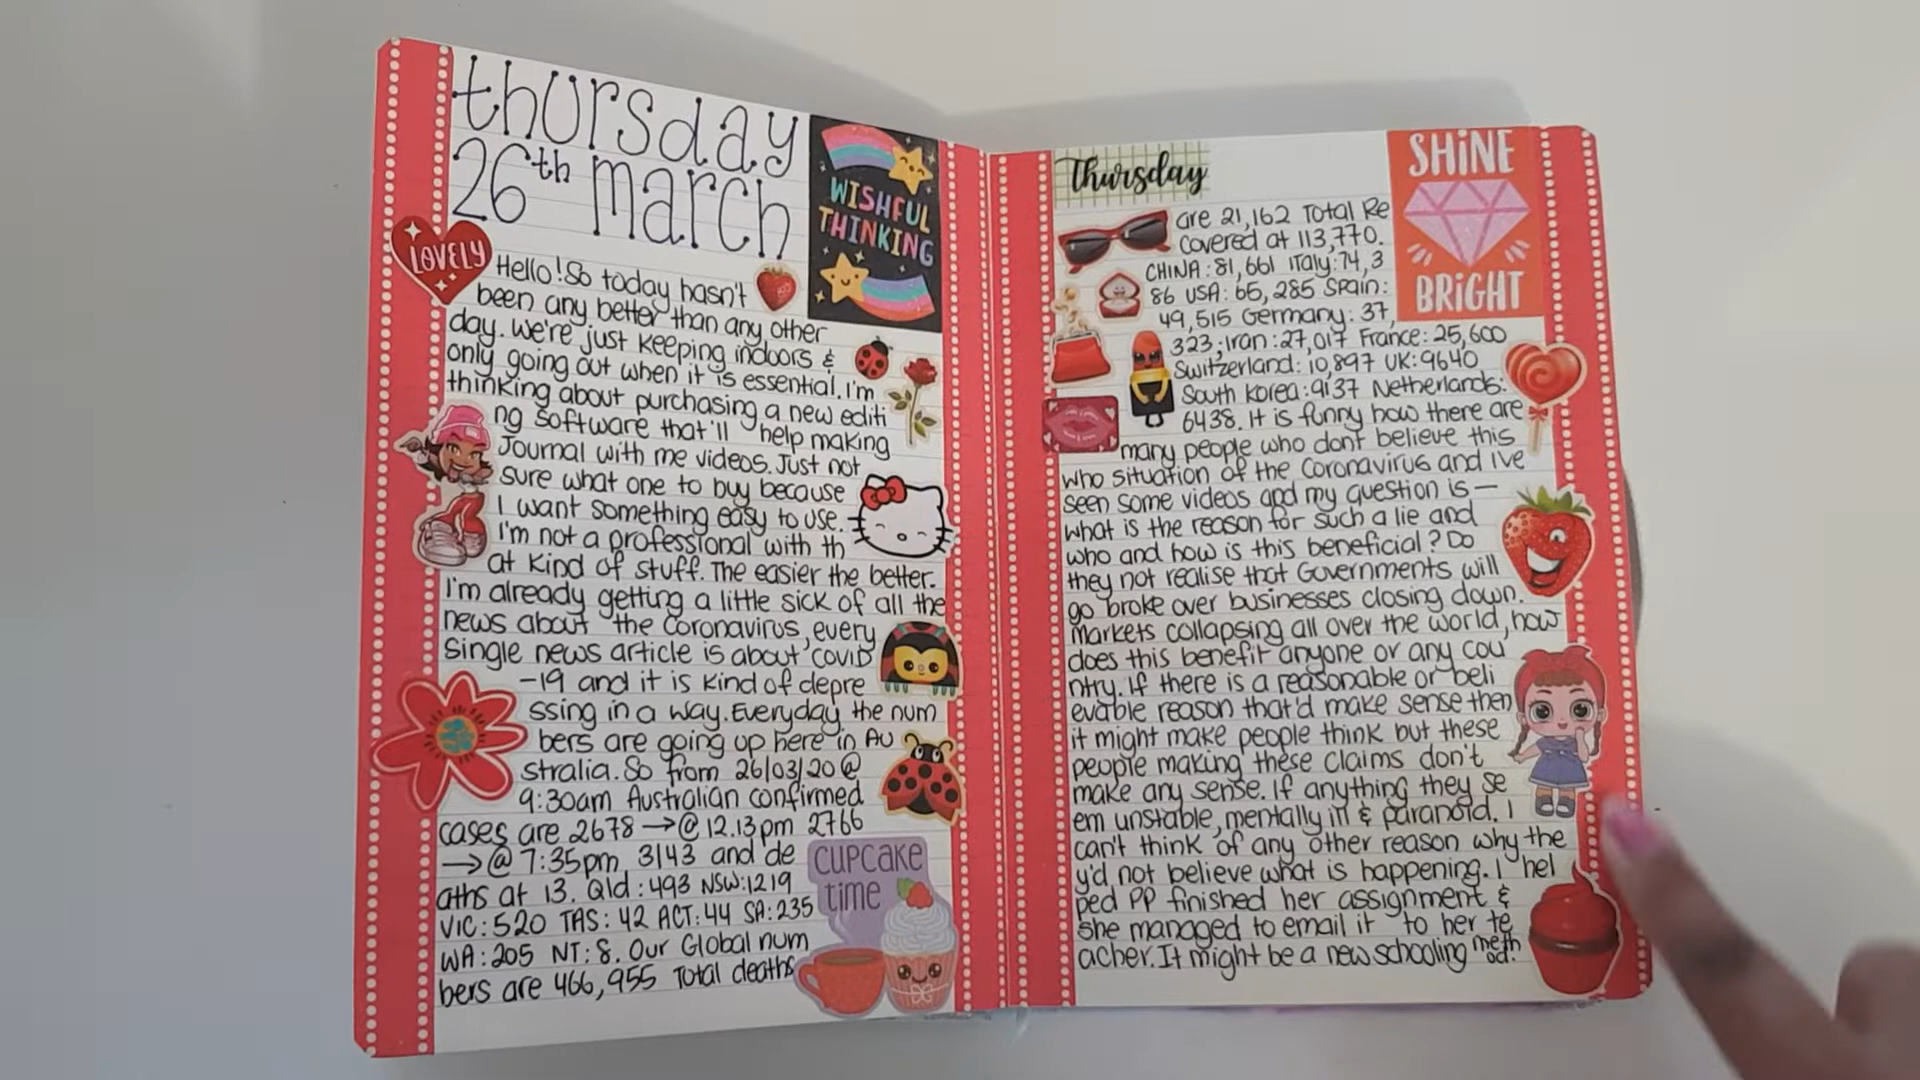 thursday
26th march
WISHFUL
THINKING
LOVELY
Hello! So today hasn't
been any better than any other
day. We're just keeping indoors &
only going out when it is essential. I'm
thinking about purchasing a new editi
ng software that'll help making
Journal with me videos. Just not
sure what one to buy because
I want something easy to use.
I'm not a professional with th
at kind of stuff. The easier the better.
I'm already getting a little sick of all the
news about the coronavirus, every
Single news article is about 'covid
-19 and it is kind of depre
ssing in a way. Everyday the num
bers are going up here in AU
stralia. So from 26/03/20 @
9:30am Australian confirmed
cases are 2678 → @ 12.13pm 2766
→ @ 7:35pm 3143 and de
aths at 13. Qld: 493 NSW: 1219
VIC: 520 TAS: 42 ACT: 44 SA: 235
WA: 205 NT: 8. Our Global num
bers are 466,955 Total deaths
CUPCAKE
time
Thursday
SHiNE
BRiGHT
are 21,162 Total Re
covered at 113,770.
CHINA: 81,661 Italy: 74,3
86 USA: 65,285 Spain:
49,515 Germany: 37,
323, Iran: 27,017 France: 25,600
Switzerland: 10,897 UK: 9640
South Korea: 9137 Netherlands:
6438. It is funny how there are
many people who dont believe this
who situation of the Coronavirus and ive
seen some videos and my question is —
what is the reason for such a lie and
who and how is this beneficial? Do
they not realise that Governments will
go broke over businesses closing down.
Markets collapsing all over the world, how
does this benefit anyone or any cou
ntry. If there is a reasonable or beli
evable reason that'd make sense then
it might make people think but these
people making these claims don't
make any sense. If anything they se
em unstable, mentally ill & paranoid. I
can't think of any other reason why the
y'd not believe what is happening. I hel
ped PP finished her assignment &
she managed to email it to her te
acher. It might be a new schooling meth
od.